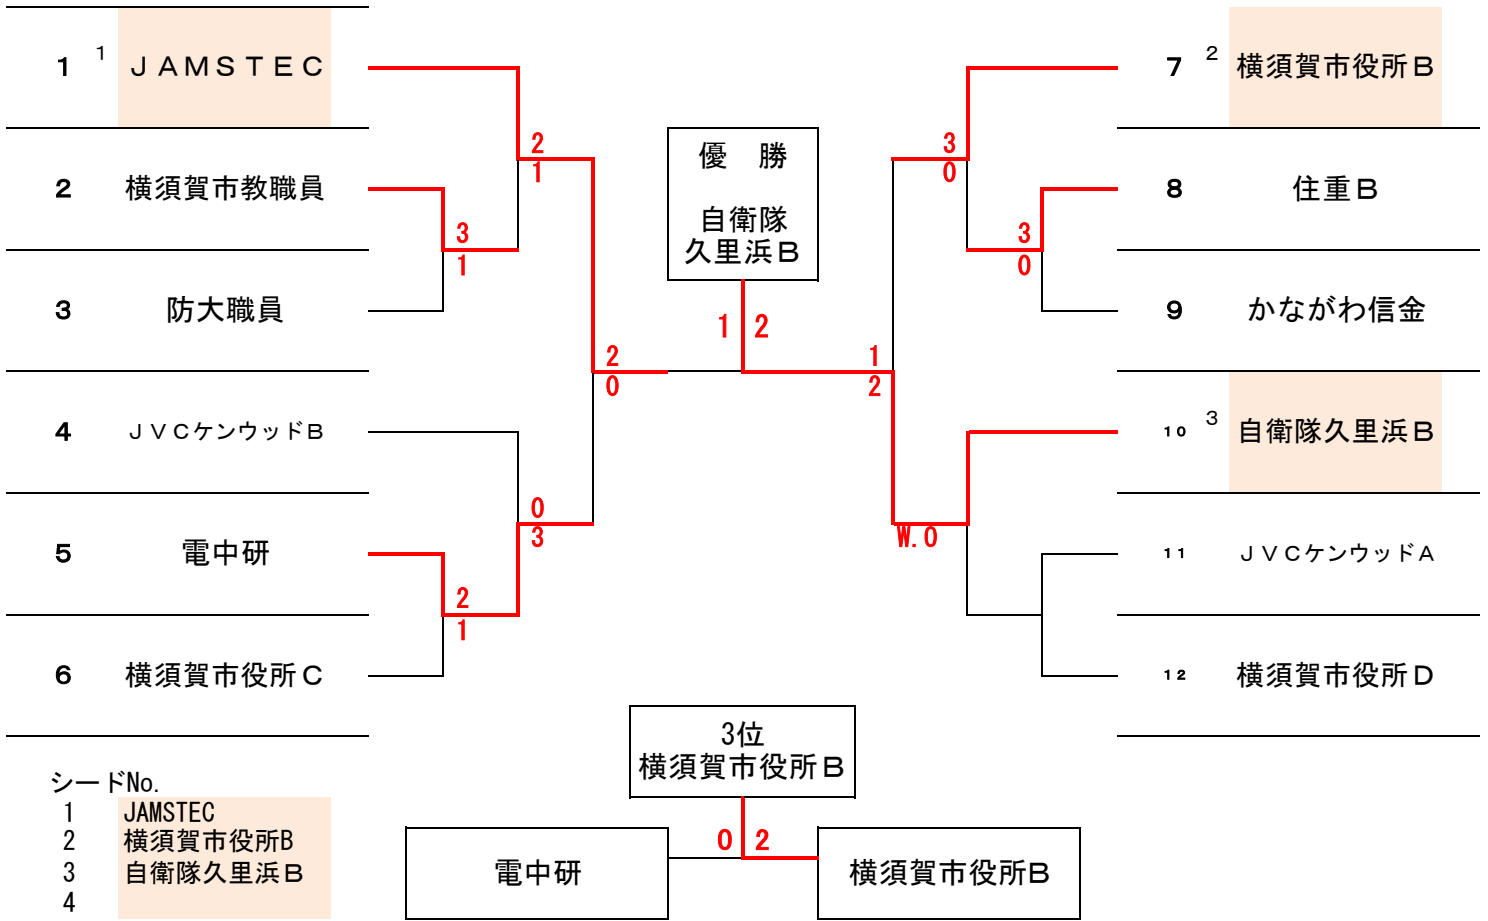 1 1 ＪＡＭＳＴＥＣ
2 横須賀市教職員
3 防大職員
4 ＪＶＣケンウッドＢ
5 電中研
6 横須賀市役所Ｃ
2
1
3
1
2
0
0
3
2
1
優　勝
自衛隊
久里浜Ｂ
1 2
7 2 横須賀市役所Ｂ
8 住重Ｂ
9 かながわ信金
10 3 自衛隊久里浜Ｂ
11 ＪＶＣケンウッドＡ
12 横須賀市役所Ｄ
3
0
3
0
1
2
W.O
3位
横須賀市役所Ｂ
0 2
電中研
横須賀市役所B
シードNo.
1 JAMSTEC
2 横須賀市役所B
3 自衛隊久里浜Ｂ
4